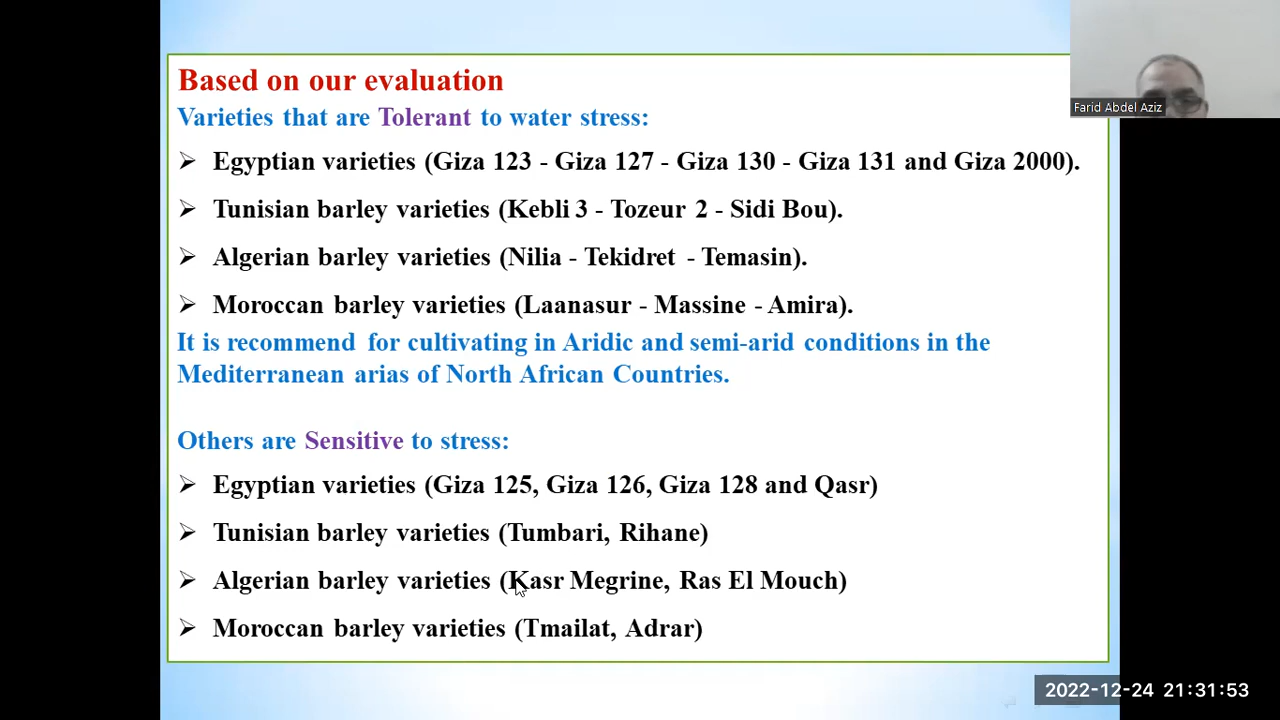 Based on our evaluation
Farid Abdel Aziz
Varieties that are Tolerant to water stress:
➢ Egyptian varieties (Giza 123 - Giza 127 - Giza 130 - Giza 131 and Giza 2000).
➢ Tunisian barley varieties (Kebli 3 - Tozeur 2 - Sidi Bou).
➢ Algerian barley varieties (Nilia - Tekidret - Temasin).
➢ Moroccan barley varieties (Laanasur - Massine - Amira).
It is recommend for cultivating in Aridic and semi-arid conditions in the
Mediterranean arias of North African Countries.
Others are Sensitive to stress:
➢ Egyptian varieties (Giza 125, Giza 126, Giza 128 and Qasr)
➢ Tunisian barley varieties (Tumbari, Rihane)
➢ Algerian barley varieties (Kasr Megrine, Ras El Mouch)
➢ Moroccan barley varieties (Tmailat, Adrar)
2022-12-24 21:31:53